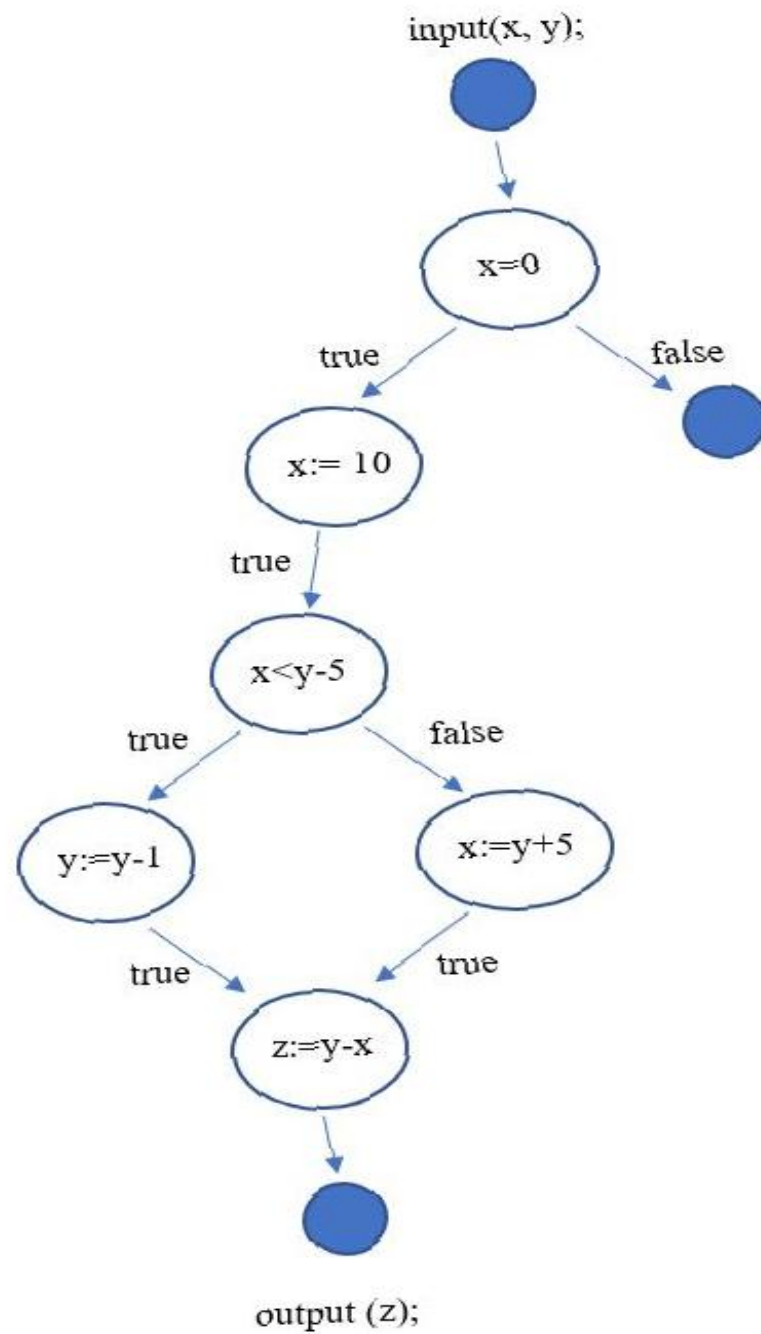 input(x, y);
x=0
true
false
x:= 10
true
x<y-5
true
false
y:=y-1
x:=y+5
true
true
z:=y-x
output (z);